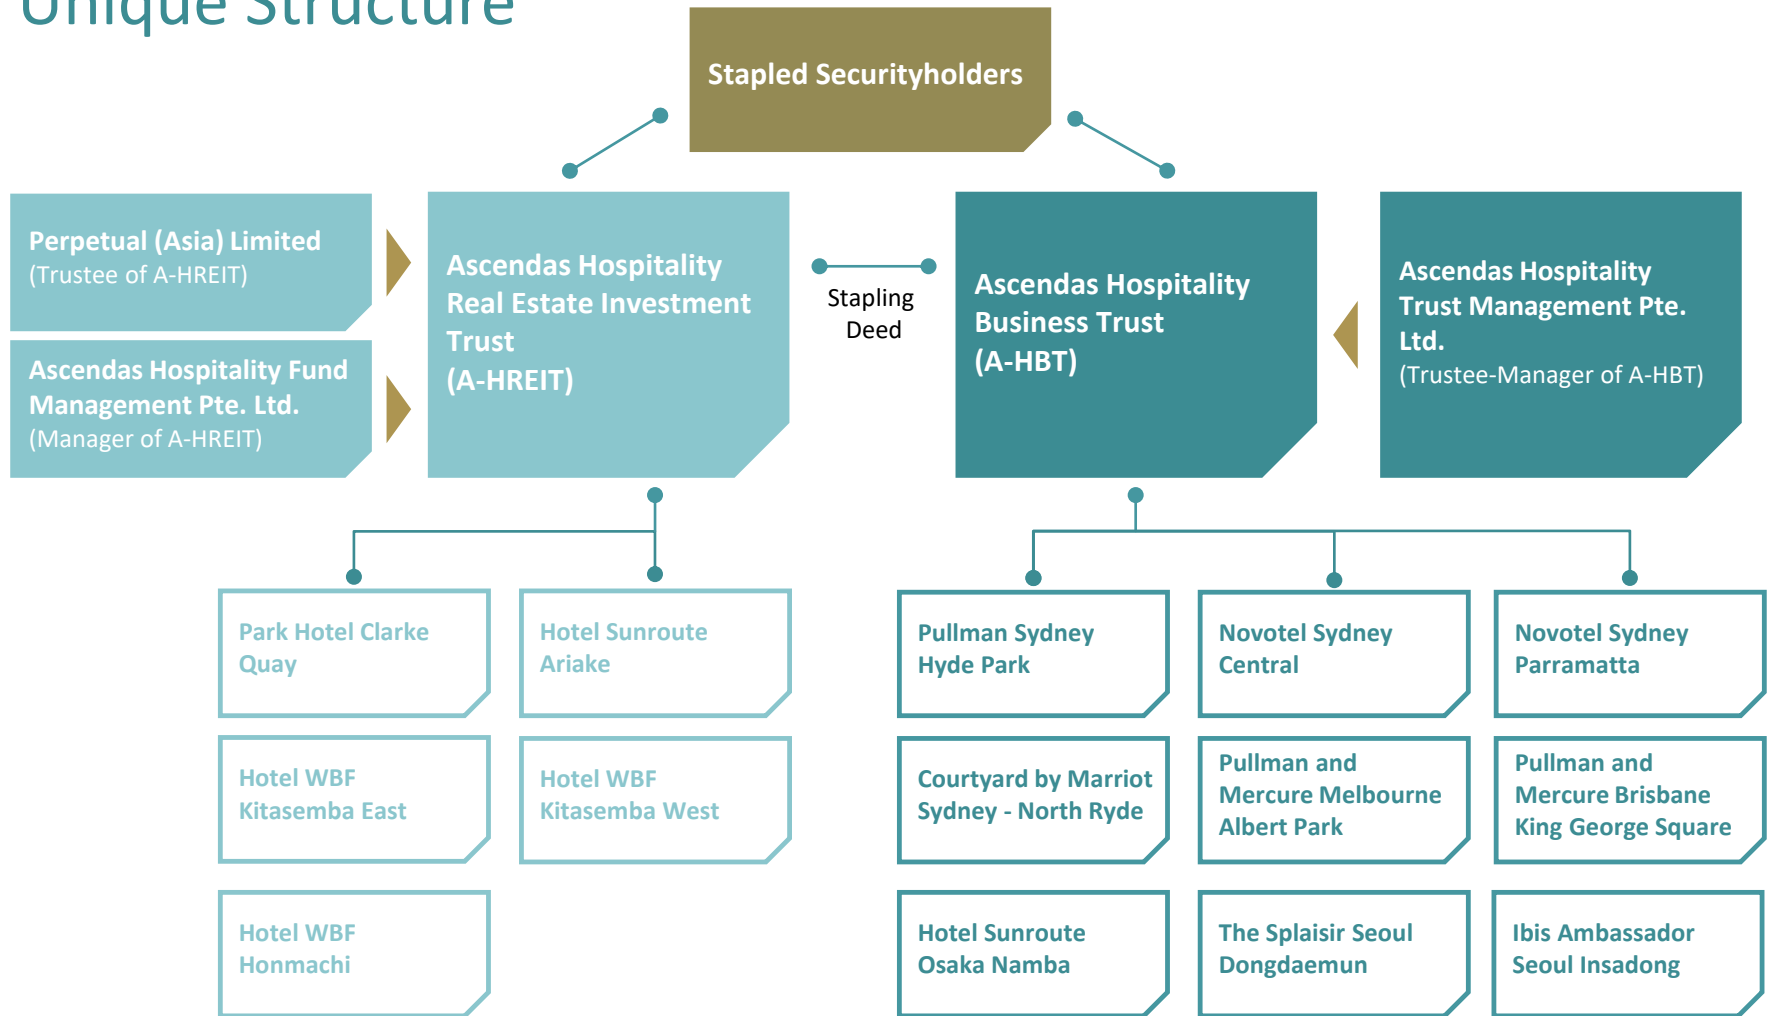 Unique Structure
Stapled Securityholders
Perpetual (Asia) Limited
(Trustee of A-HREIT)
Ascendas Hospitality Fund
Management Pte. Ltd.
(Manager of A-HREIT)
Ascendas Hospitality
Real Estate Investment
Trust
(A-HREIT)
Stapling
Deed
Ascendas Hospitality
Business Trust
(A-HBT)
Ascendas Hospitality
Trust Management Pte.
Ltd.
(Trustee-Manager of A-HBT)
Park Hotel Clarke
Quay
Hotel Sunroute
Ariake
Pullman Sydney
Hyde Park
Novotel Sydney
Central
Novotel Sydney
Parramatta
Hotel WBF
Kitasemba East
Hotel WBF
Kitasemba West
Courtyard by Marriot
Sydney - North Ryde
Pullman and
Mercure Melbourne
Albert Park
Pullman and
Mercure Brisbane
King George Square
Hotel WBF
Honmachi
Hotel Sunroute
Osaka Namba
The Splaisir Seoul
Dongdaemun
Ibis Ambassador
Seoul Insadong